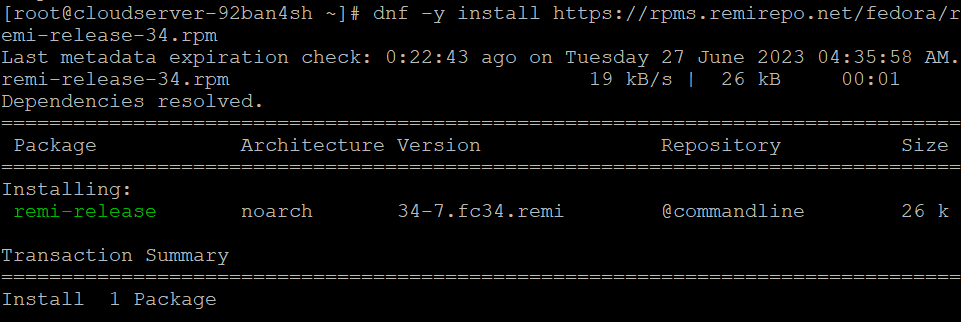 [root@cloudserver-92ban4sh ~]# dnf -y install https://rpms.remirepo.net/fedora/r
emi-release-34.rpm
Last metadata expiration check: 0:22:43 ago on Tuesday 27 June 2023 04:35:58 AM.
remi-release-34.rpm                              19 kB/s |  26 kB     00:01
Dependencies resolved.
================================================================================
 Package            Architecture Version               Repository          Size
================================================================================
Installing:
 remi-release       noarch       34-7.fc34.remi        @commandline        26 k

Transaction Summary
================================================================================
Install  1 Package